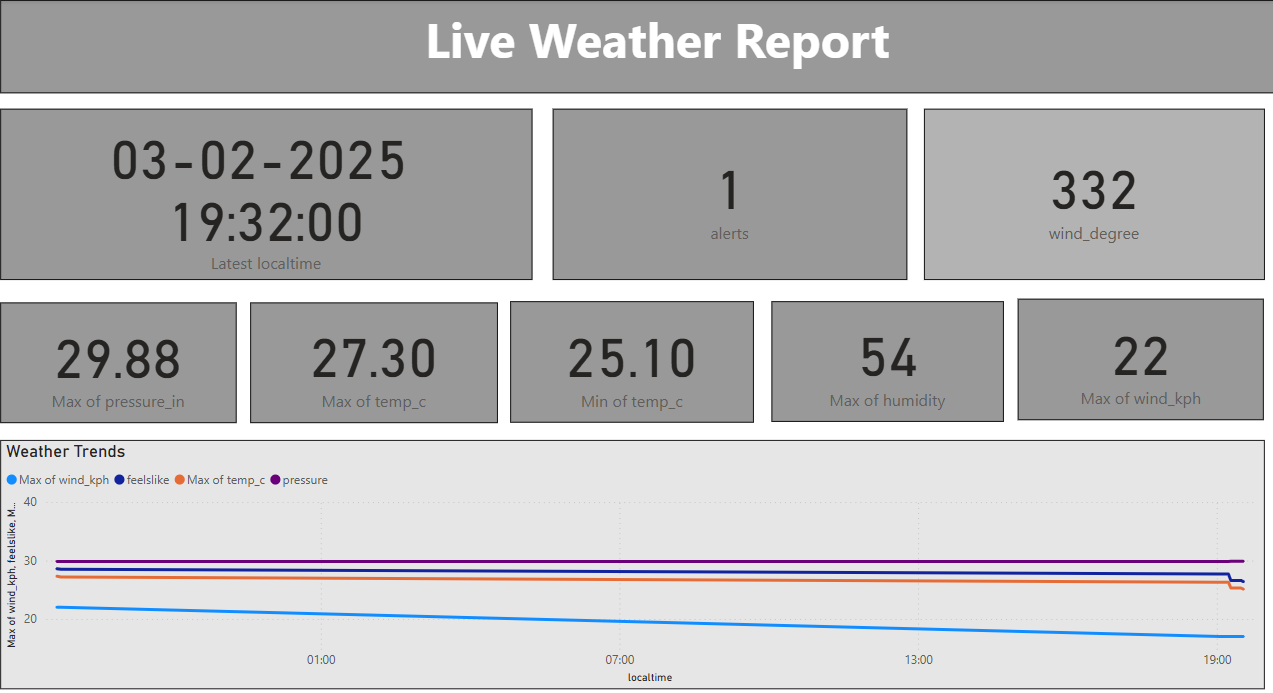 Live Weather Report
03-02-2025
19:32:00
Latest localtime
1
alerts
332
wind_degree
29.88
Max of pressure_in
27.30
Max of temp_c
25.10
Min of temp_c
54
Max of humidity
22
Max of wind_kph
Weather Trends
Max of wind_kph feelslike Max of temp_c pressure
Max of wind_kph, feelslike, M...
40
30
20
01:00 07:00 13:00 19:00
localtime